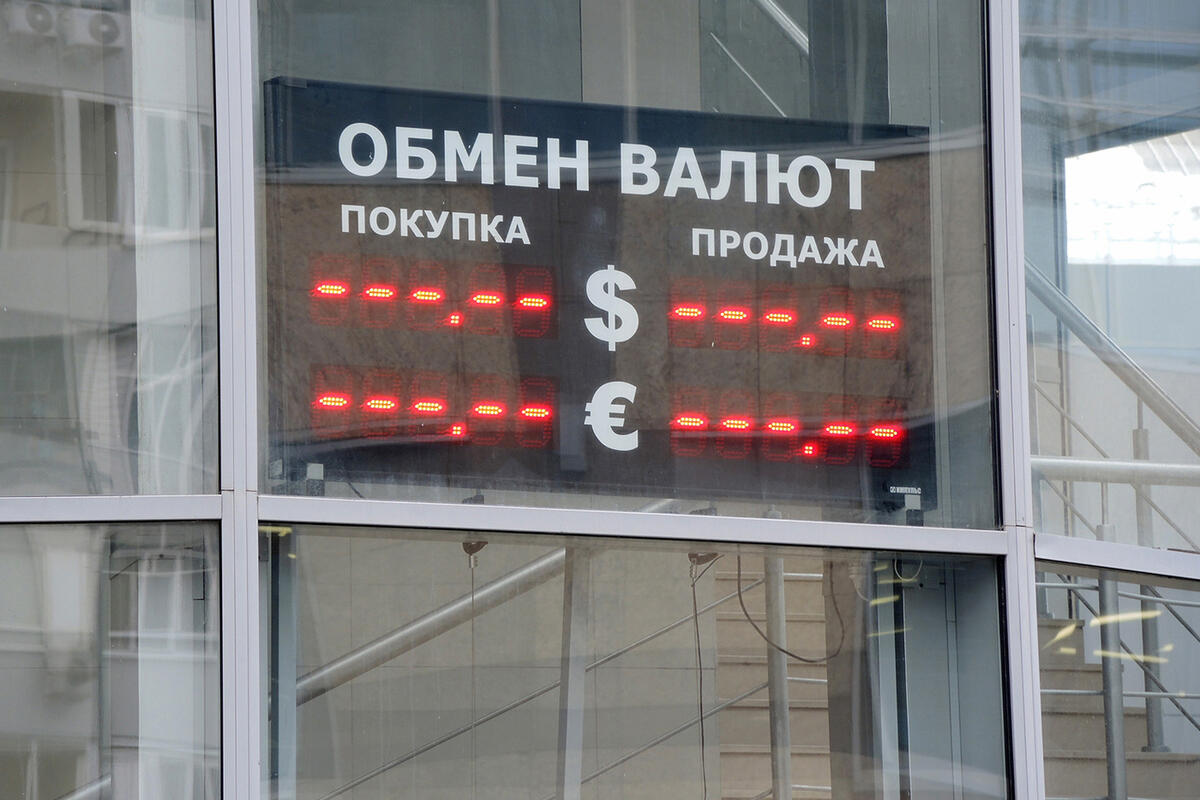 ОБМЕН ВАЛЮТ
ПОКУПКА ПРОДАЖА
---.-- $ ---.--
---.-- € ---.--